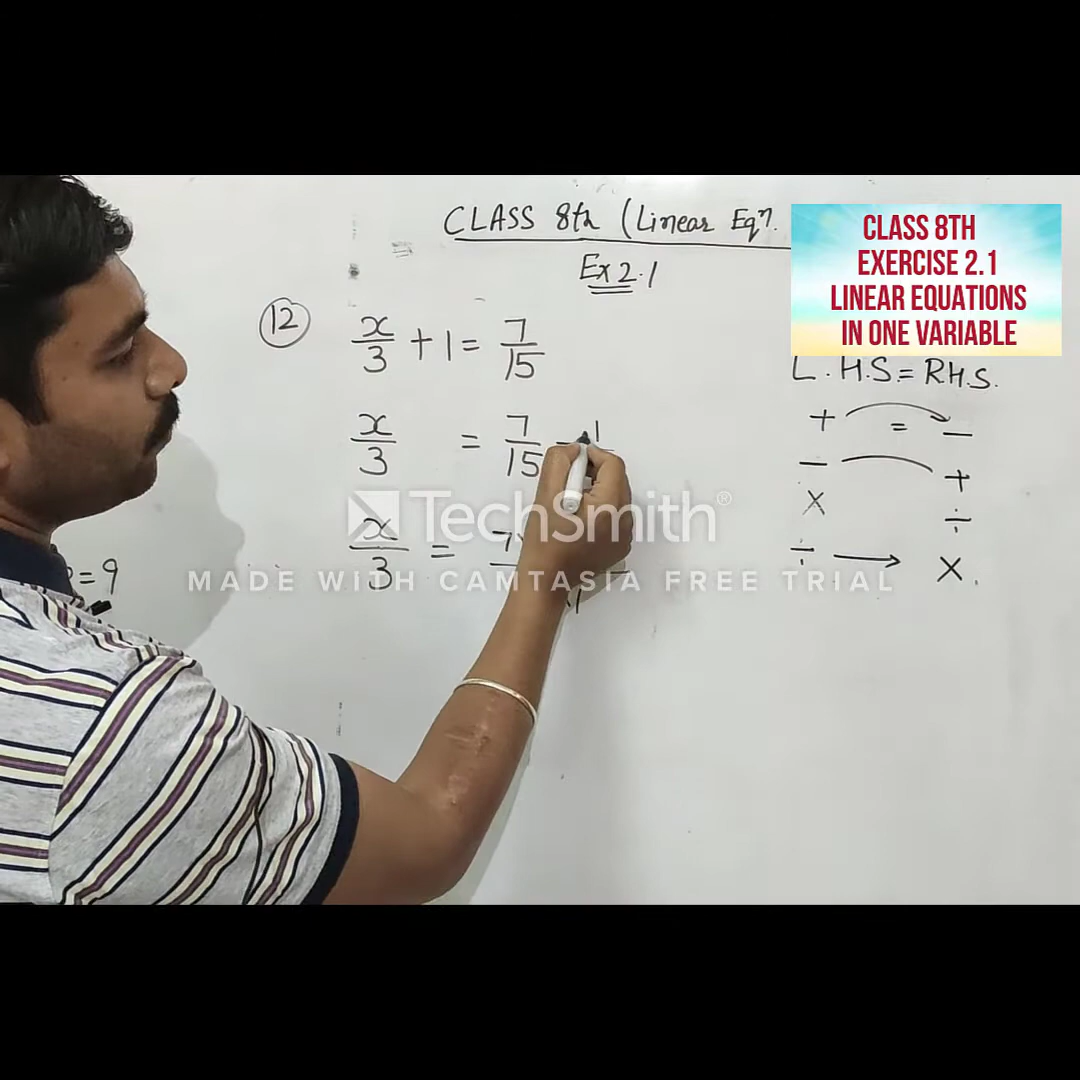 CLASS 8th (Linear Eqn.
Ex 2.1
CLASS 8TH
EXERCISE 2.1
LINEAR EQUATIONS
IN ONE VARIABLE
12 x/3 + 1 = 7/15
x/3 = 7/15 - 1
x/3 =
=9
L.H.S. = R.H.S.
+ = −
− +
× ÷
÷ → ×.
TechSmith®
MADE WITH CAMTASIA FREE TRIAL